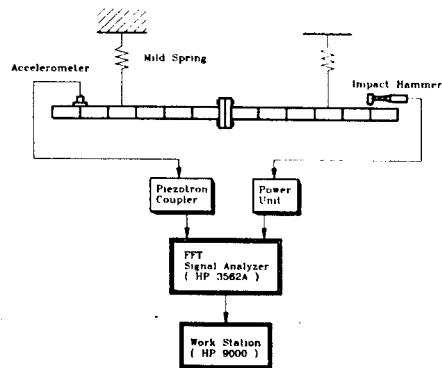 Mild Spring
Accelerometer
Impact Hammer
Piezotron
Coupler
Power
Unit
FFT
Signal Analyzer
( HP 3562A )
Work Station
( HP 9000 )